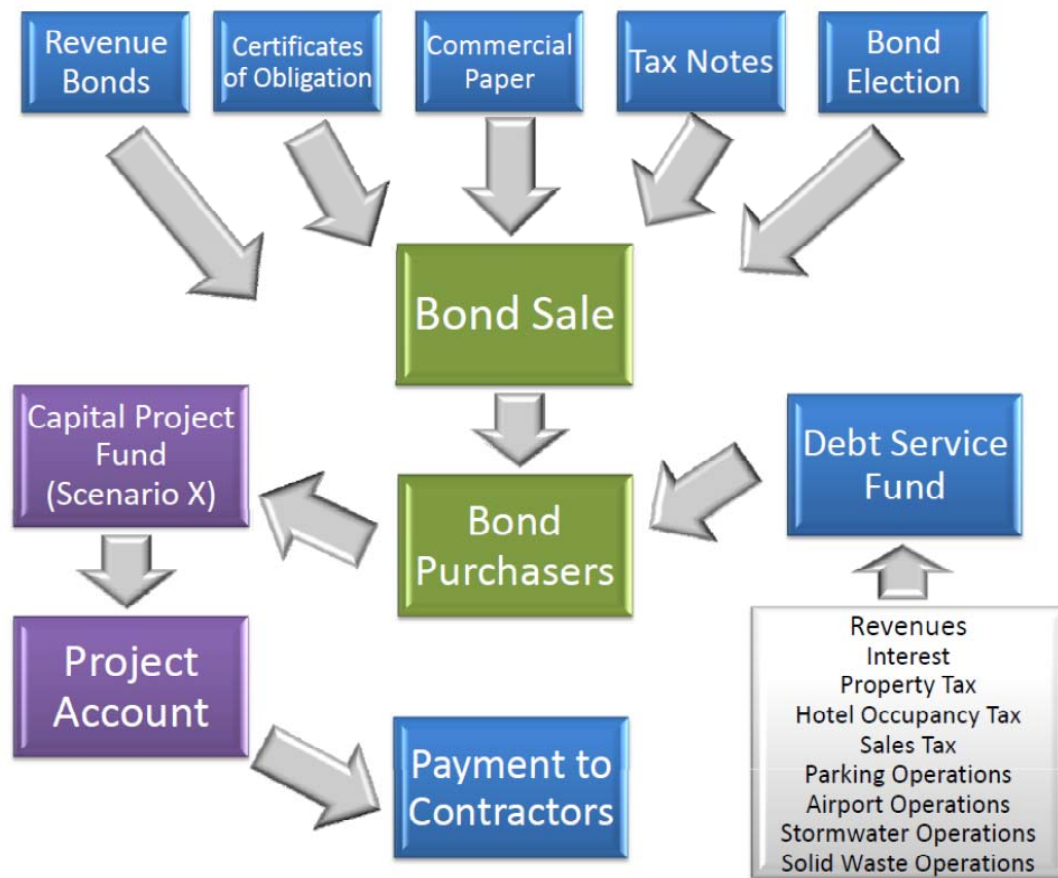 Revenue
Bonds
Certificates
of Obligation
Commercial
Paper
Tax Notes
Bond
Election
Bond Sale
Capital Project
Fund
(Scenario X)
Bond
Purchasers
Debt Service
Fund
Project
Account
Payment to
Contractors
Revenues
Interest
Property Tax
Hotel Occupancy Tax
Sales Tax
Parking Operations
Airport Operations
Stormwater Operations
Solid Waste Operations